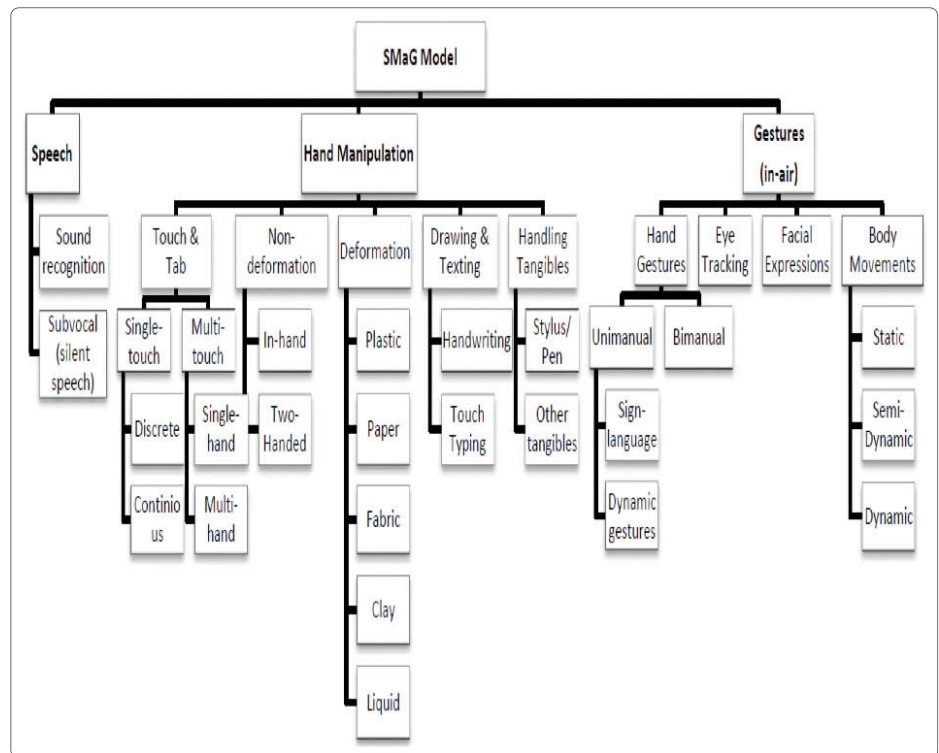 SMaG Model
Speech
Hand Manipulation
Gestures
(in-air)
Sound
recognition
Subvocal
(silent
speech)
Touch &
Tab
Non-
deformation
Deformation
Drawing &
Texting
Handling
Tangibles
Hand
Gestures
Eye
Tracking
Facial
Expressions
Body
Movements
Single-
touch
Multi-
touch
In-hand
Plastic
Handwriting
Stylus/
Pen
Unimanual
Bimanual
Static
Discrete
Single-
hand
Two-
Handed
Paper
Touch
Typing
Other
tangibles
Sign-
language
Semi-
Dynamic
Continio
us
Multi-
hand
Fabric
Dynamic
gestures
Dynamic
Clay
Liquid